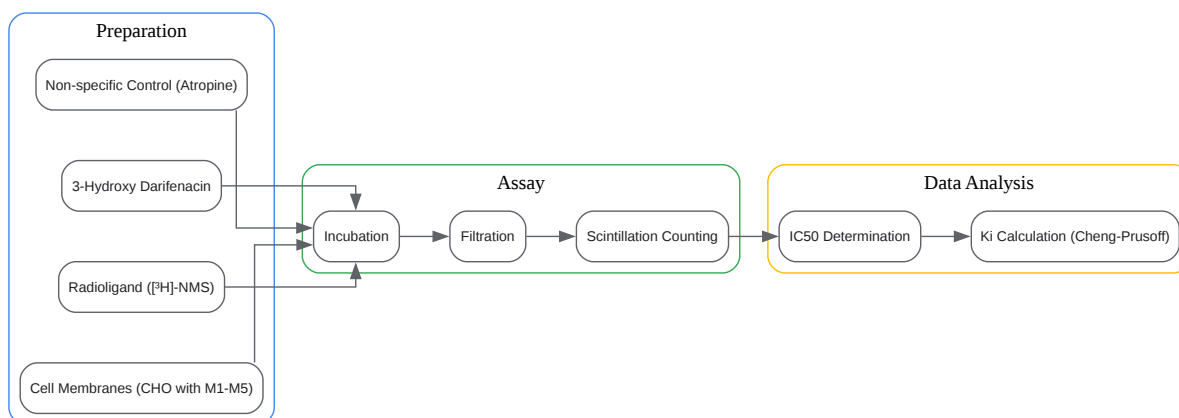 Preparation
Non-specific Control (Atropine)
3-Hydroxy Darifenacin
Radioligand ([³H]-NMS)
Cell Membranes (CHO with M1-M5)
Assay
Incubation
Filtration
Scintillation Counting
Data Analysis
IC50 Determination
Ki Calculation (Cheng-Prusoff)